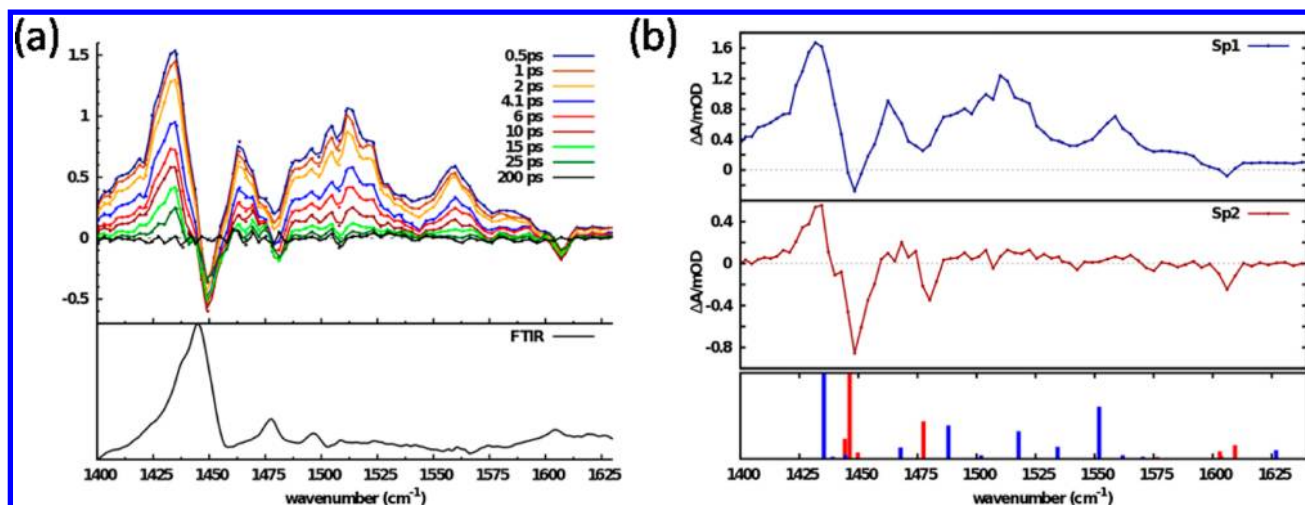 (a)
1.5
1
0.5
0
-0.5
0.5ps
1 ps
2 ps
4.1 ps
6 ps
10 ps
15 ps
25 ps
200 ps
FTIR
1400 1425 1450 1475 1500 1525 1550 1575 1600 1625
wavenumber (cm-1)
(b)
ΔA/mOD
1.6
1.2
0.8
0.4
0
Sp1
ΔA/mOD
0.4
0
-0.4
-0.8
Sp2
1400 1425 1450 1475 1500 1525 1550 1575 1600 1625
wavenumber (cm-1)